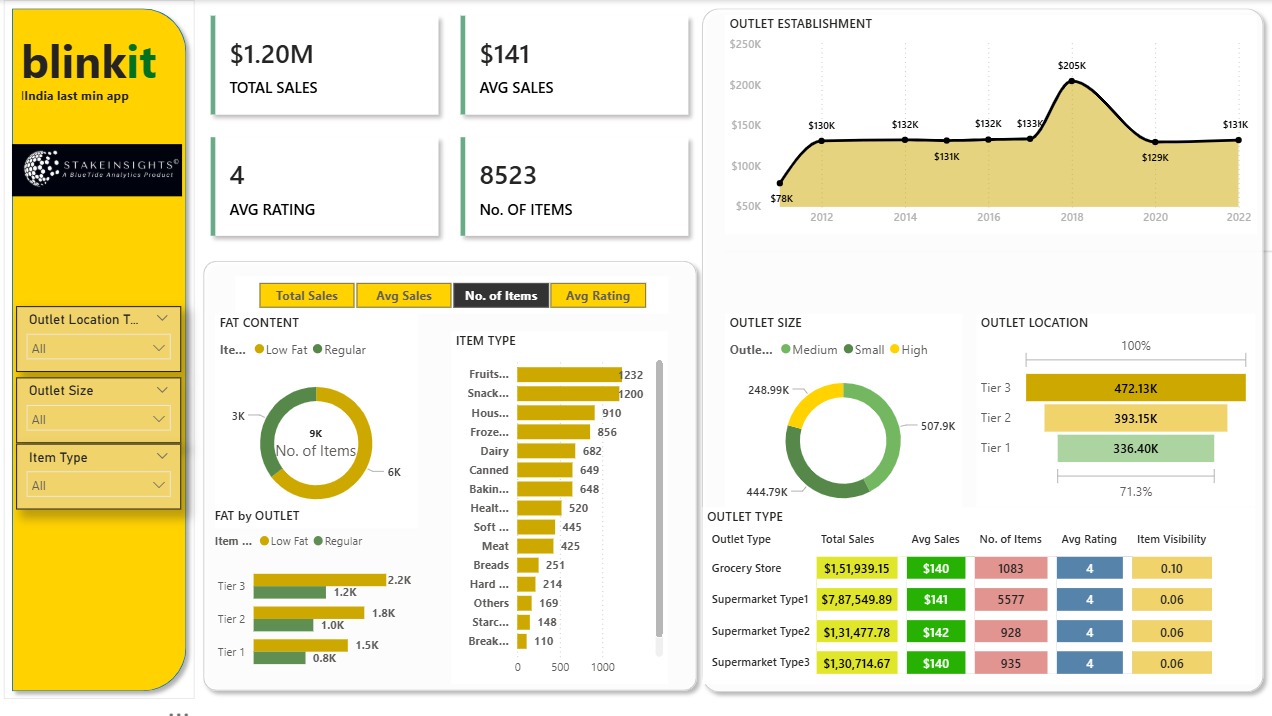 blinkit
IIndia last min app
STAKEINSIGHTS©
A BlueTide Analytics Product
Outlet Location T...
All
Outlet Size
All
Item Type
All
$1.20M
TOTAL SALES
$141
AVG SALES
4
AVG RATING
8523
No. OF ITEMS
OUTLET ESTABLISHMENT
$250K
$200K
$150K
$100K
$50K
$78K
$130K
$132K
$131K
$132K
$133K
$205K
$129K
$131K
2012
2014
2016
2018
2020
2022
Total Sales
Avg Sales
No. of Items
Avg Rating
FAT CONTENT
Ite... Low Fat Regular
3K
9K
No. of Items
6K
FAT by OUTLET
Item ... Low Fat Regular
Tier 3 2.2K
1.2K
Tier 2 1.8K
1.0K
Tier 1 1.5K
0.8K
ITEM TYPE
Fruits... 1232
Snack... 1200
Hous... 910
Froze... 856
Dairy 682
Canned 649
Bakin... 648
Healt... 520
Soft ... 445
Meat 425
Breads 251
Hard ... 214
Others 169
Starc... 148
Break... 110
0 500 1000
OUTLET SIZE
Outle... Medium Small High
248.99K
507.9K
444.79K
OUTLET LOCATION
100%
Tier 3 472.13K
Tier 2 393.15K
Tier 1 336.40K
71.3%
OUTLET TYPE
Outlet Type Total Sales Avg Sales No. of Items Avg Rating Item Visibility
Grocery Store $1,51,939.15 $140 1083 4 0.10
Supermarket Type1 $7,87,549.89 $141 5577 4 0.06
Supermarket Type2 $1,31,477.78 $142 928 4 0.06
Supermarket Type3 $1,30,714.67 $140 935 4 0.06
...